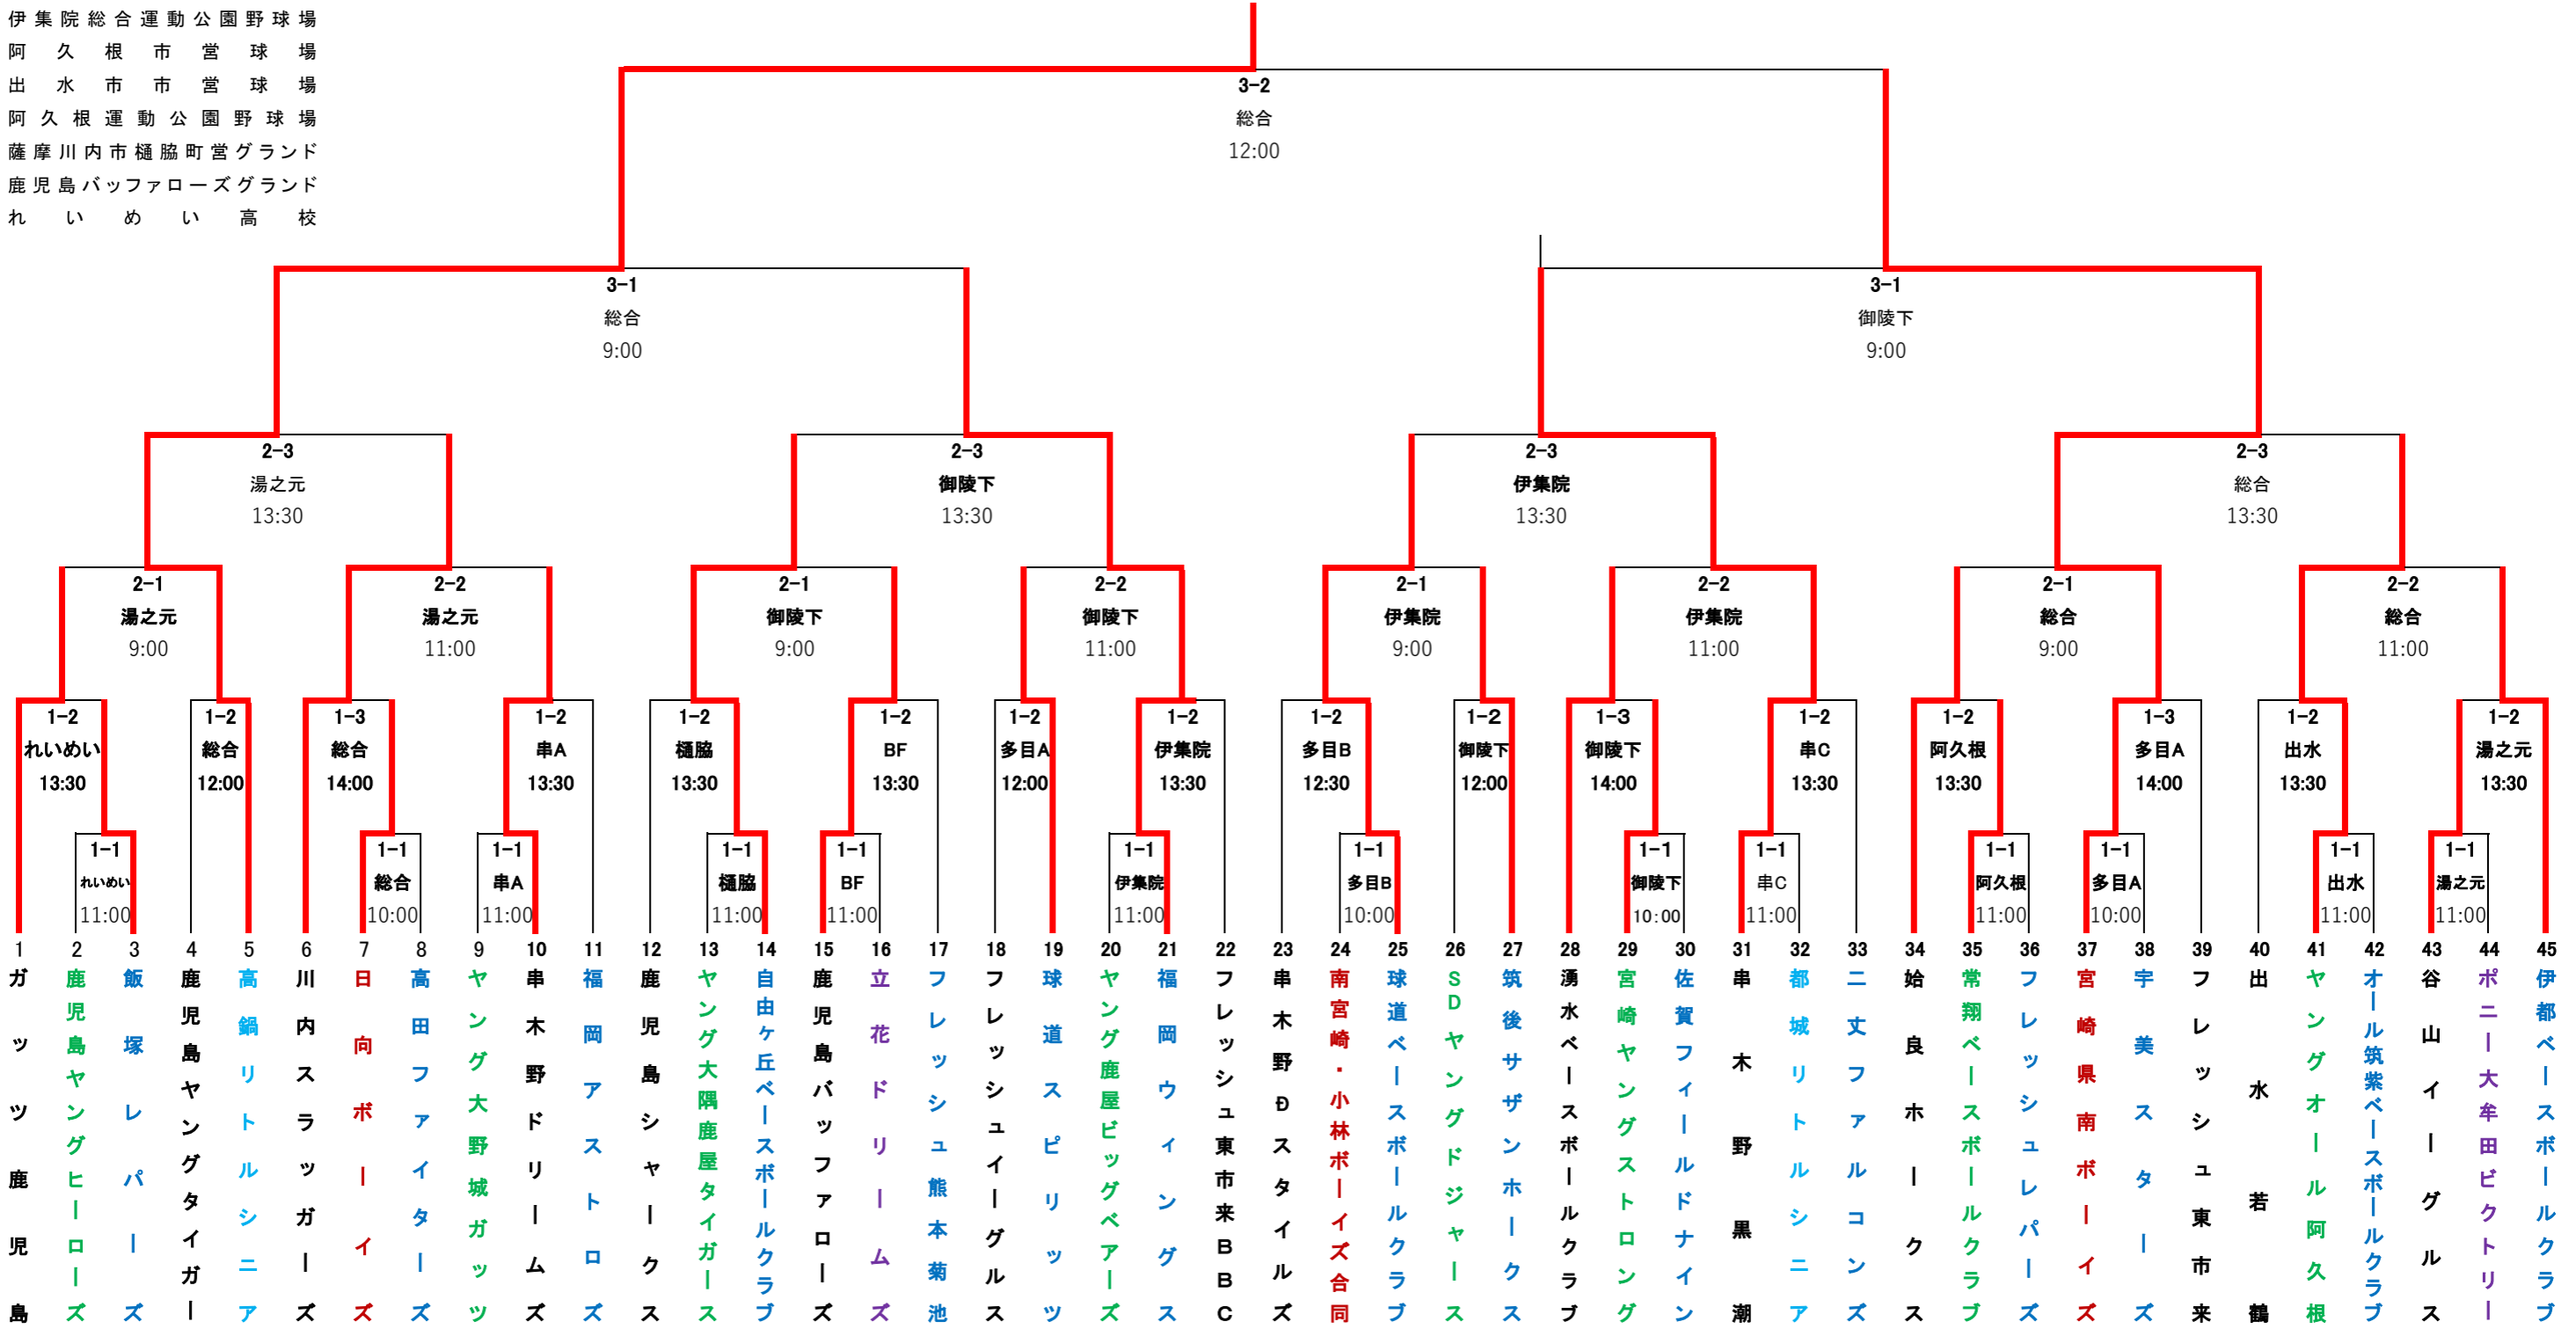 伊集院総合運動公園野球場
阿久根市営球場
出水市市営球場
阿久根運動公園野球場
薩摩川内市樋脇町営グランド
鹿児島バッファローズグランド
れいめい高校
3-2
総合
12:00
3-1
総合
9:00
3-1
御陵下
9:00
2-3
湯之元
13:30
2-3
御陵下
13:30
2-3
伊集院
13:30
2-3
総合
13:30
2-1
湯之元
9:00
2-2
湯之元
11:00
2-1
御陵下
9:00
2-2
御陵下
11:00
2-1
伊集院
9:00
2-2
伊集院
11:00
2-1
総合
9:00
2-2
総合
11:00
1-2
れいめい
13:30
1-2
総合
12:00
1-3
総合
14:00
1-2
串A
13:30
1-2
樋脇
13:30
1-2
BF
13:30
1-2
多目A
12:00
1-2
伊集院
13:30
1-2
多目B
12:30
1-2
御陵下
12:00
1-3
御陵下
14:00
1-2
串C
13:30
1-2
阿久根
13:30
1-3
多目A
14:00
1-2
出水
13:30
1-2
湯之元
13:30
1-1
れいめい
11:00
1-1
総合
10:00
1-1
串A
11:00
1-1
樋脇
11:00
1-1
BF
11:00
1-1
伊集院
11:00
1-1
多目B
10:00
1-1
御陵下
10:00
1-1
串C
11:00
1-1
阿久根
11:00
1-1
多目A
10:00
1-1
出水
11:00
1-1
湯之元
11:00
1
ガッツ鹿児島
2
鹿児島ヤングヒーローズ
3
飯塚レパーズ
4
鹿児島ヤングタイガー
5
高鍋リトルシニア
6
川内スラッガーズ
7
日向ボーイズ
8
高田ファイターズ
9
ヤング大野城ガッツ
10
串木野ドリームズ
11
福岡アストロズ
12
鹿児島シャークス
13
ヤング大隅鹿屋タイガース
14
自由ヶ丘ベースボールクラブ
15
鹿児島バッファローズ
16
立花ドリームズ
17
フレッシュ熊本菊池
18
フレッシュイーグルス
19
球道スピリッツ
20
ヤング鹿屋ビッグベアーズ
21
福岡ウィングス
22
フレッシュ東市来BBC
23
串木野Ðスタイルズ
24
南宮崎・小林ボーイズ合同
25
球道ベースボールクラブ
26
SDヤングドジャース
27
筑後サザンホークス
28
湧水ベースボールクラブ
29
宮崎ヤングストロング
30
佐賀フィールドナイン
31
串木野黒潮
32
都城リトルシニア
33
二丈ファルコンズ
34
始良ホークス
35
常翔ベースボールクラブ
36
フレッシュレパーズ
37
宮崎県南ボーイズ
38
宇美スターズ
39
フレッシュ東市来
40
出水若鶴
41
ヤングオール阿久根
42
オール筑紫ベースボールクラブ
43
谷山イーグルス
44
ポニー大牟田ビクトリー
45
伊都ベースボールクラブ